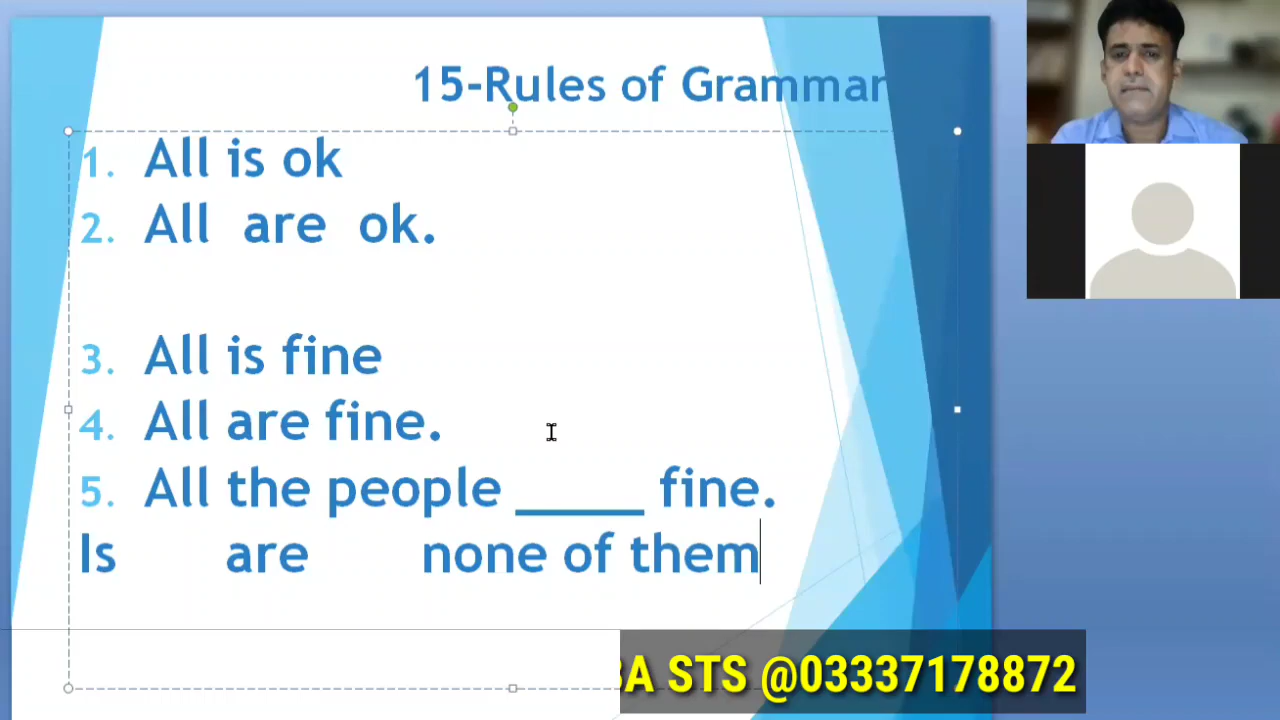 15-Rules of Grammar
1. All is ok
2. All are ok.
3. All is fine
4. All are fine.
5. All the people _____ fine.
Is are none of them
A STS @03337178872